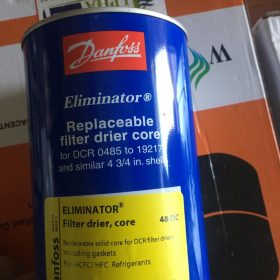 Danfoss
Eliminator®
Replaceable
filter drier core
for DCR 0485 to 19217
and similar 4 3/4 in. shell
ELIMINATOR®
Filter drier, core 48-DC
Replaceable solid core for DCR filter driers
including gaskets
For HCFC/HFC Refrigerants
Danfoss
W